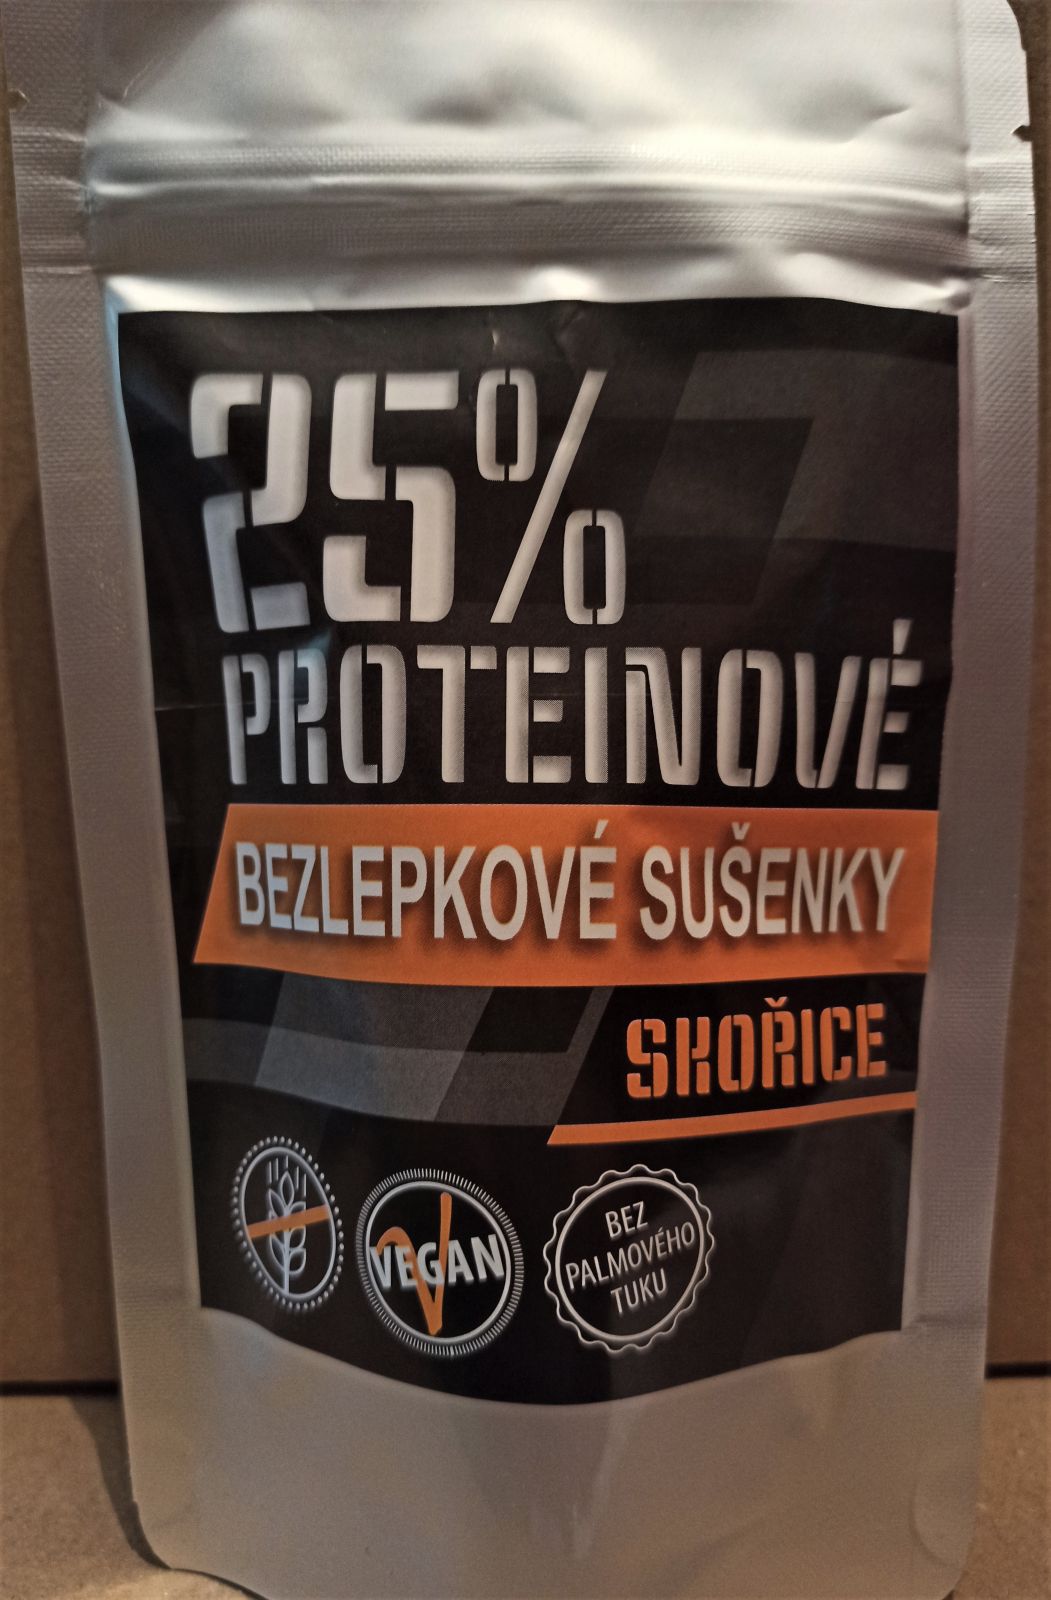 25%
PROTEINOVÉ
BEZLEPKOVÉ SUŠENKY
SKOŘICE
VEGAN
BEZ
PALMOVÉHO
TUKU